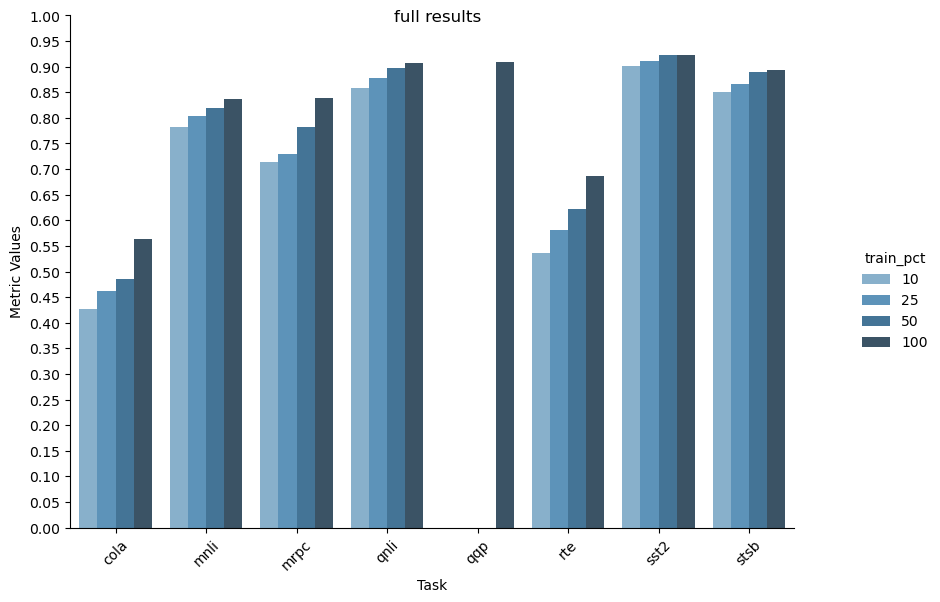 full results
1.00
0.95
0.90
0.85
0.80
0.75
0.70
0.65
0.60
0.55
0.50
0.45
0.40
0.35
0.30
0.25
0.20
0.15
0.10
0.05
0.00
Metric Values
cola
mnli
mrpc
qnli
qqp
rte
sst2
stsb
Task
train_pct
10
25
50
100